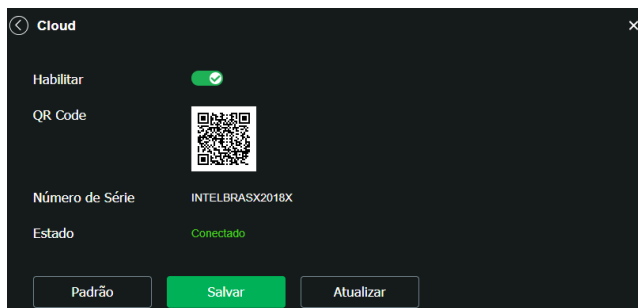 Cloud
Habilitar
QR Code
Número de Série INTELBRASX2018X
Estado Conectado
Padrão Salvar Atualizar